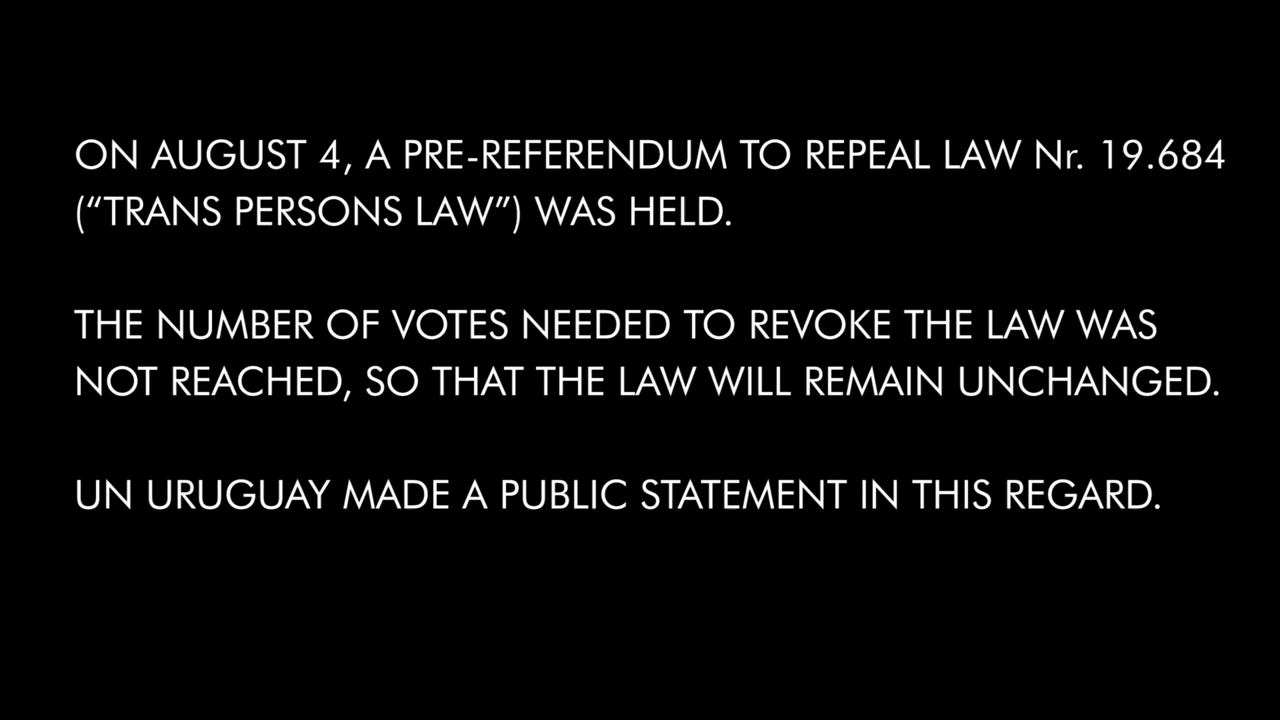 ON AUGUST 4, A PRE-REFERENDUM TO REPEAL LAW Nr. 19.684
(“TRANS PERSONS LAW”) WAS HELD.
THE NUMBER OF VOTES NEEDED TO REVOKE THE LAW WAS
NOT REACHED, SO THAT THE LAW WILL REMAIN UNCHANGED.
UN URUGUAY MADE A PUBLIC STATEMENT IN THIS REGARD.